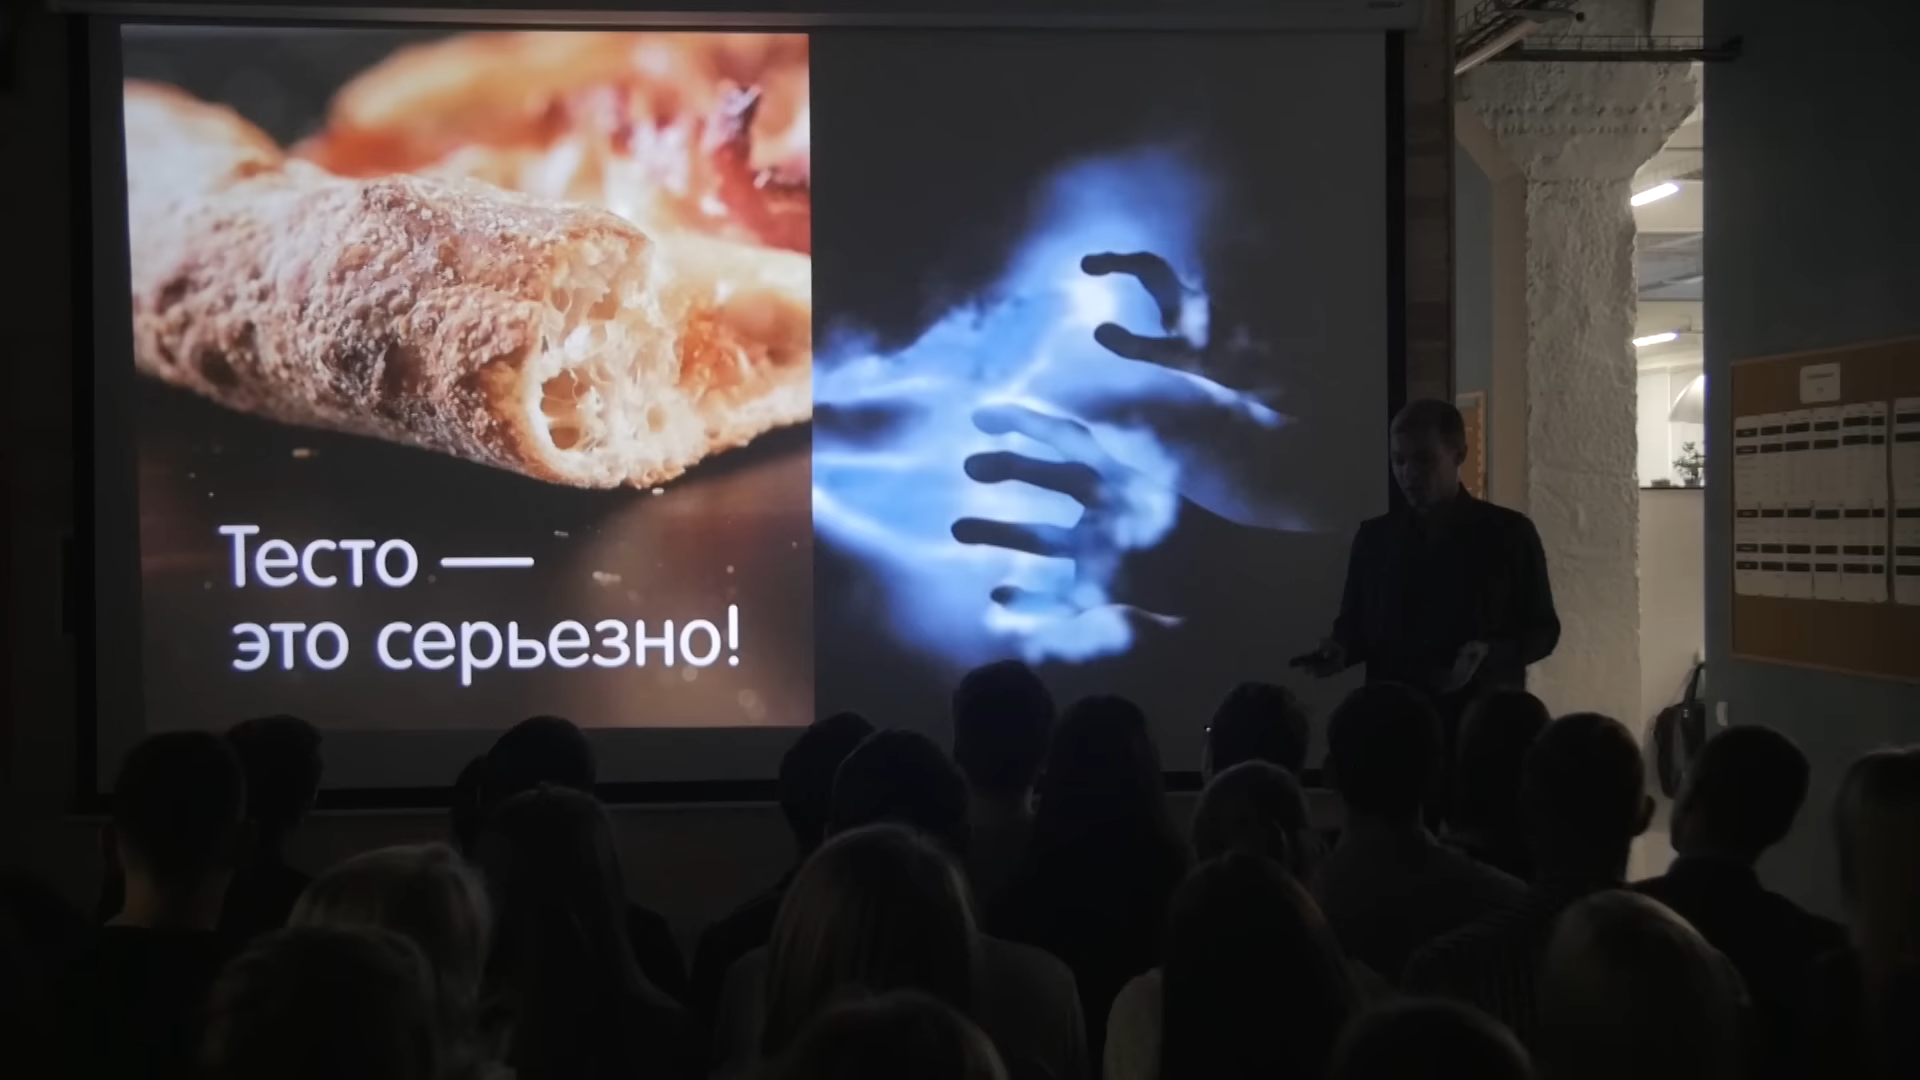 Тесто —
это серьезно!